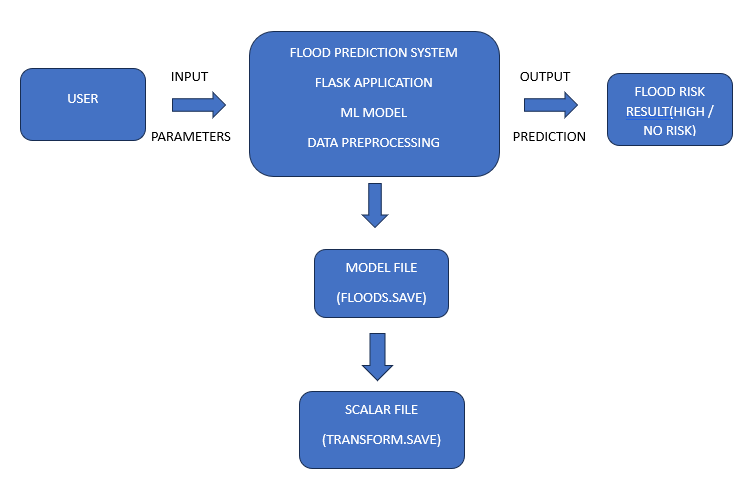 USER
INPUT
PARAMETERS
FLOOD PREDICTION SYSTEM
FLASK APPLICATION
ML MODEL
DATA PREPROCESSING
OUTPUT
PREDICTION
FLOOD RISK
RESULT(HIGH /
NO RISK)
MODEL FILE
(FLOODS.SAVE)
SCALAR FILE
(TRANSFORM.SAVE)